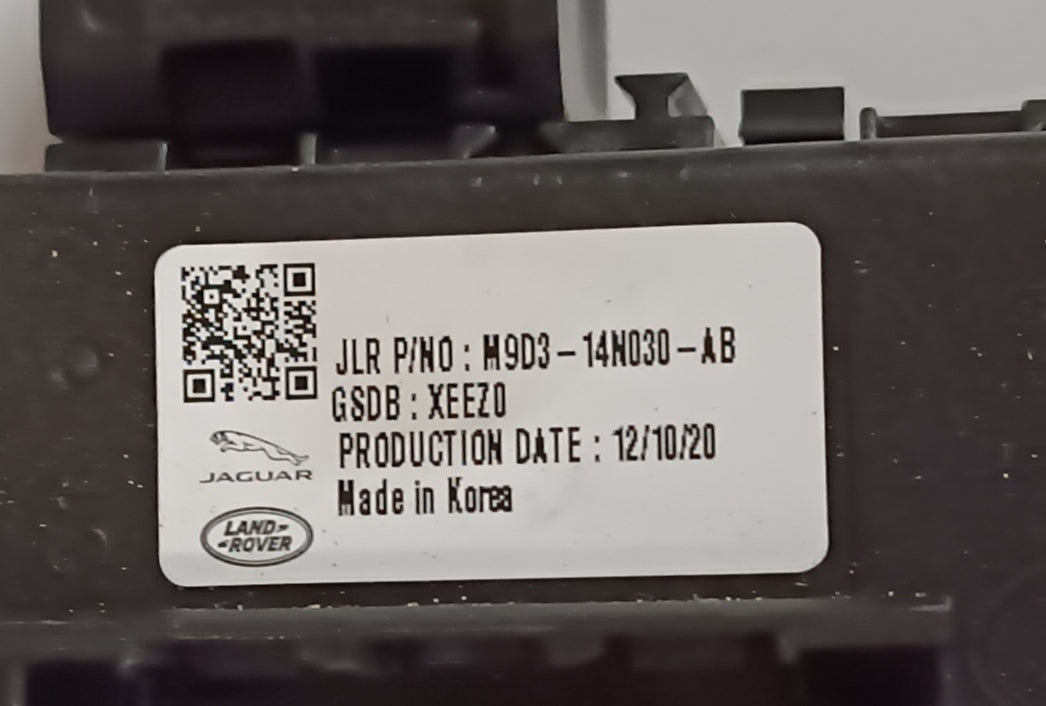 JLR P/NO : M9D3-14N030-AB
GSDB : XEEZ0
PRODUCTION DATE : 12/10/20
Made in Korea
JAGUAR
LAND-
-ROVER